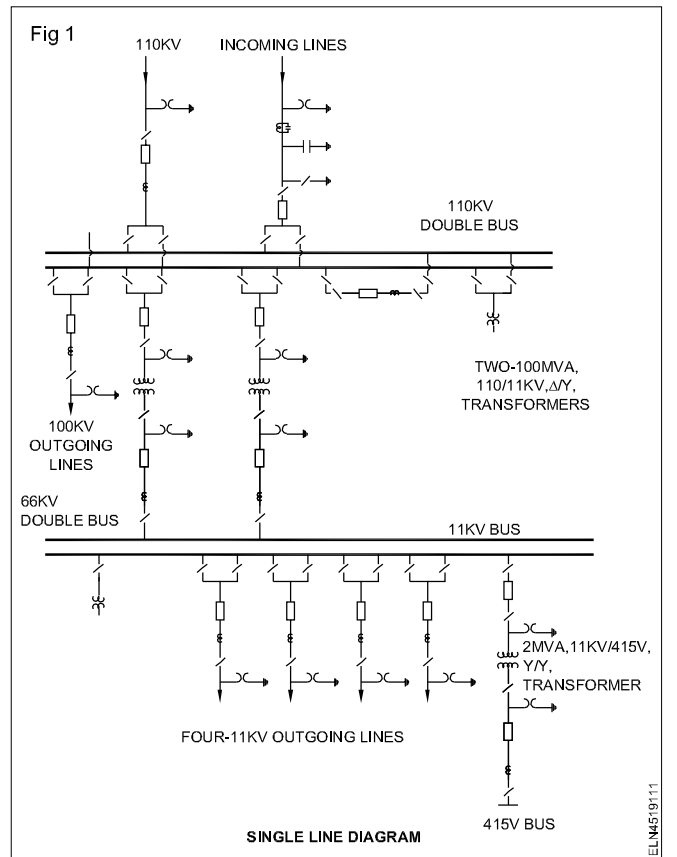 Fig 1
110KV
INCOMING LINES
110KV
DOUBLE BUS
TWO-100MVA,
110/11KV,Δ/Y,
TRANSFORMERS
100KV
OUTGOING
LINES
66KV
DOUBLE BUS
11KV BUS
2MVA,11KV/415V,
Y/Y,
TRANSFORMER
FOUR-11KV OUTGOING LINES
415V BUS
SINGLE LINE DIAGRAM
ELN4519111